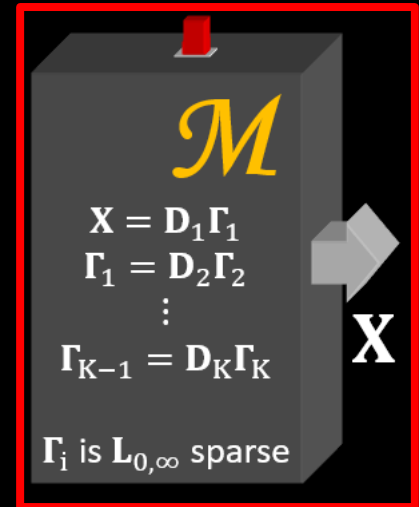 ℳ
𝐗 = 𝐃₁𝚪₁
𝚪₁ = 𝐃₂𝚪₂
⋮
𝚪_{K−1} = 𝐃_K𝚪_K
𝚪ᵢ is 𝐋_{0,∞} sparse
𝐗